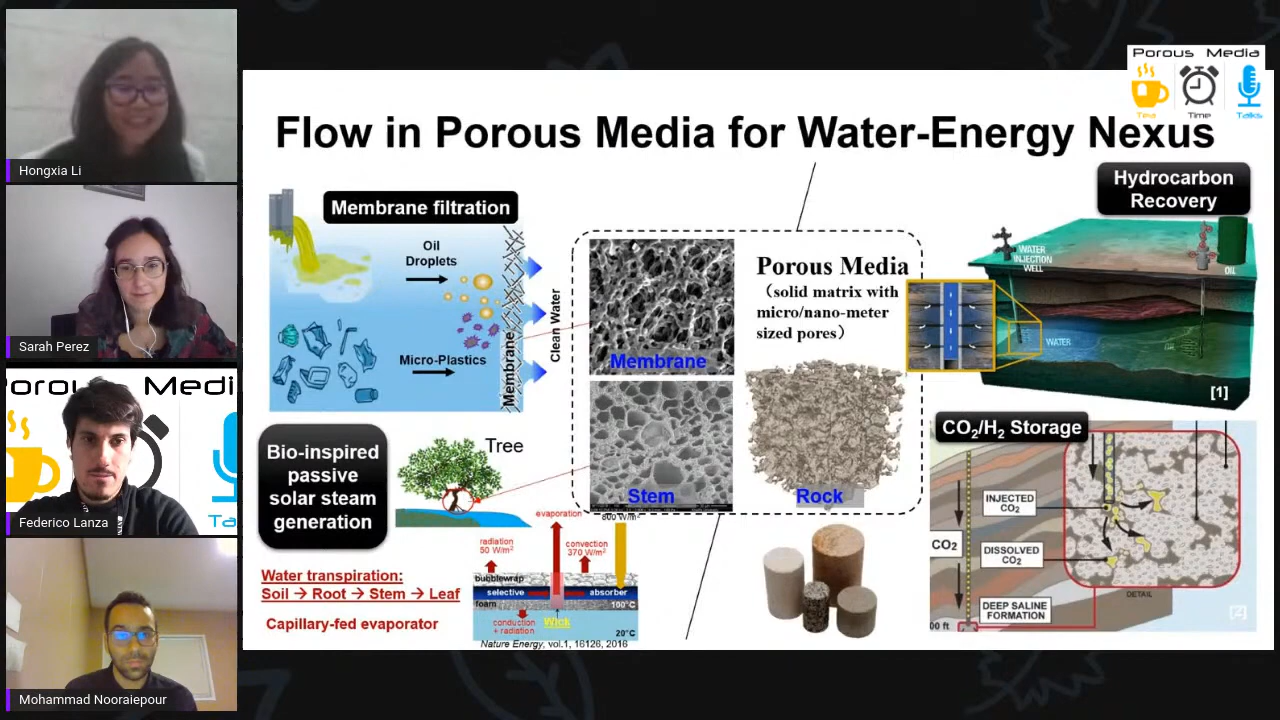 Hongxia Li
Sarah Perez
Porous Media
Federico Lanza
Mohammad Nooraiepour
Porous Media
Tea
Time
Talks
Flow in Porous Media for Water-Energy Nexus
Membrane filtration
Oil
Droplets
Micro-Plastics
Membrane
Clean Water
Membrane
Stem
Porous Media
（solid matrix with
micro/nano-meter
sized pores）
Rock
Hydrocarbon
Recovery
WATER
INJECTION
WELL
OIL
WATER
[1]
Bio-inspired
passive
solar steam
generation
Tree
Water transpiration:
Soil → Root → Stem → Leaf
Capillary-fed evaporator
evaporation
radiation
50 W/m²
convection
370 W/m²
bubblewrap
selective
absorber
foam
100°C
conduction
+ radiation
Wick
20°C
Nature Energy, vol.1, 16126, 2016
CO₂/H₂ Storage
INJECTED
CO₂
CO₂
DISSOLVED
CO₂
DEEP SALINE
FORMATION
00 ft
DETAIL
[2]